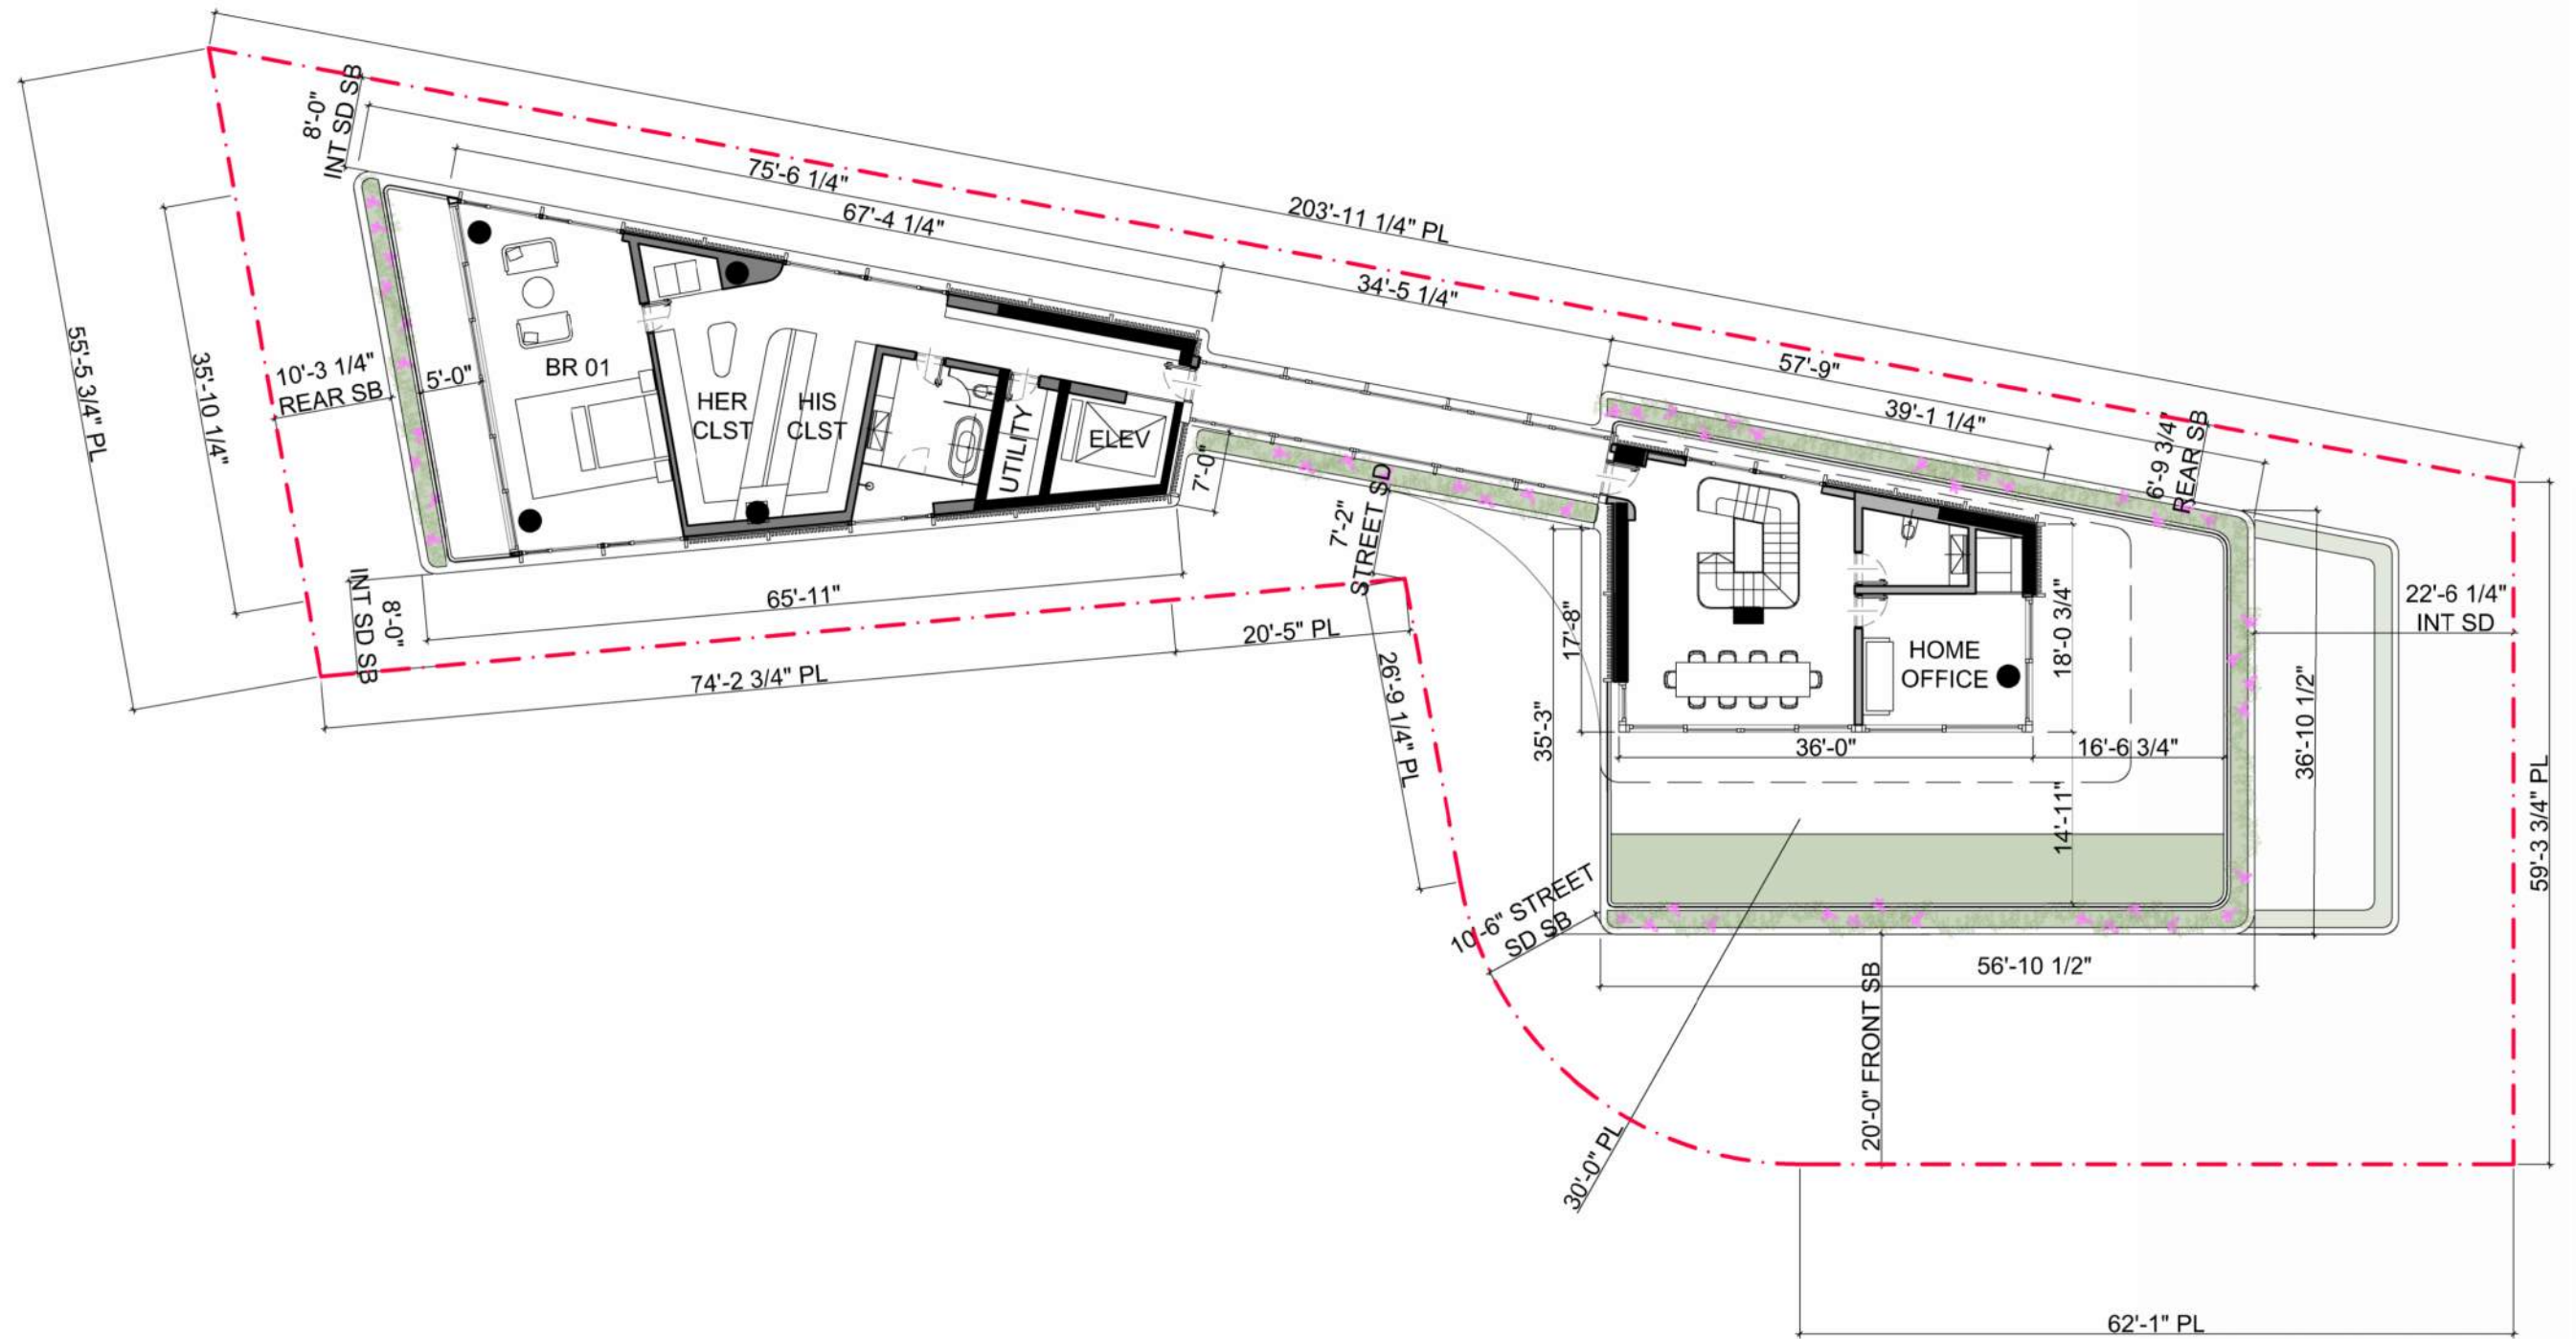 8'-0"
INT SD SB
75'-6 1/4"
67'-4 1/4"
203'-11 1/4" PL
34'-5 1/4"
57'-9"
39'-1 1/4"
6'-9 3/4"
REAR SB
55'-5 3/4" PL
35'-10 1/4"
10'-3 1/4"
REAR SB
5'-0"
BR 01
HER
CLST
HIS
CLST
UTILITY
ELEV
7'-0"
7'-2"
STREET SD
INT SD SB
8'-0"
65'-11"
20'-5" PL
74'-2 3/4" PL
26'-9 1/4" PL
17'-8"
35'-3"
HOME
OFFICE
18'-0 3/4"
22'-6 1/4"
INT SD
36'-0"
16'-6 3/4"
36'-10 1/2"
14'-11"
59'-3 3/4" PL
10'-6" STREET
SD SB
56'-10 1/2"
20'-0" FRONT SB
30'-0" PL
62'-1" PL